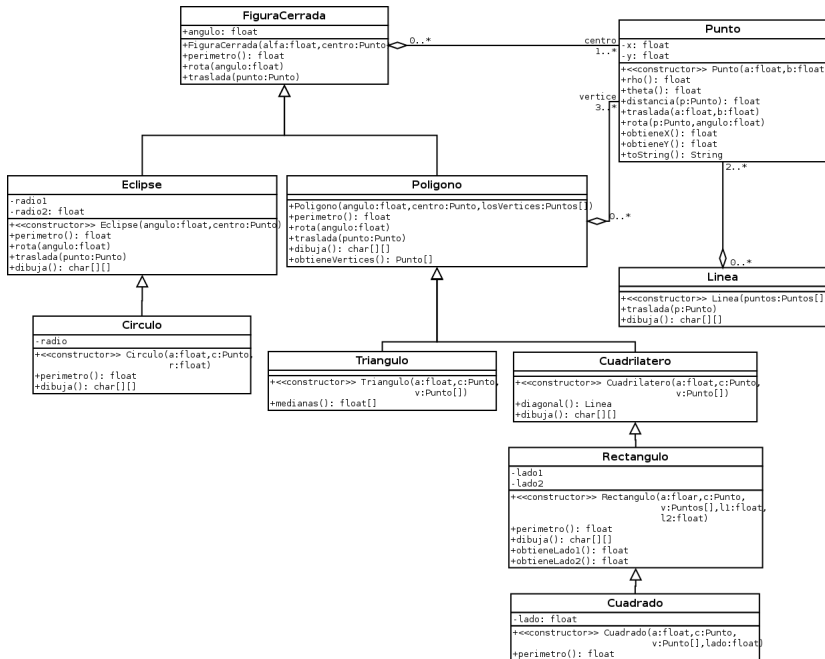 FiguraCerrada
+angulo: float
+FiguraCerrada(alfa:float,centro:Punto
+perimetro(): float
+rota(angulo:float)
+traslada(punto:Punto)
0..*
centro
1..*
Punto
-x: float
-y: float
+<<constructor>> Punto(a:float,b:float
+rho(): float
+theta(): float
+distancia(p:Punto): float
+traslada(a:float,b:float)
+rota(p:Punto,angulo:float)
+obtieneX(): float
+obtieneY(): float
+toString(): String
vertice
3..*
0..*
2..*
0..*
Eclipse
-radio1
-radio2: float
+<<constructor>> Eclipse(angulo:float,centro:Punto)
+perimetro(): float
+rota(angulo:float)
+traslada(punto:Punto)
+dibuja(): char[][]
Poligono
+Poligono(angulo:float,centro:Punto,losVertices:Puntos[])
+perimetro(): float
+rota(angulo:float)
+traslada(punto:Punto)
+dibuja(): char[][]
+obtieneVertices(): Punto[]
Linea
+<<constructor>> Linea(puntos:Puntos[]
+traslada(p:Punto)
+dibuja(): char[][]
Circulo
-radio
+<<constructor>> Circulo(a:float,c:Punto,
r:float)
+perimetro(): float
+dibuja(): char[][]
Triangulo
+<<constructor>> Triangulo(a:float,c:Punto,
v:Punto[])
+medianas(): float[]
Cuadrilatero
+<<constructor>> Cuadrilatero(a:float,c:Punto,
v:Punto[])
+diagonal(): Linea
+dibuja(): char[][]
Rectangulo
-lado1
-lado2
+<<constructor>> Rectangulo(a:floar,c:Punto,
v:Puntos[],l1:float,
l2:float)
+perimetro(): float
+dibuja(): char[][]
+obtieneLado1(): float
+obtieneLado2(): float
Cuadrado
-lado: float
+<<constructor>> Cuadrado(a:float,c:Punto,
v:Punto[],lado:float)
+perimetro(): float